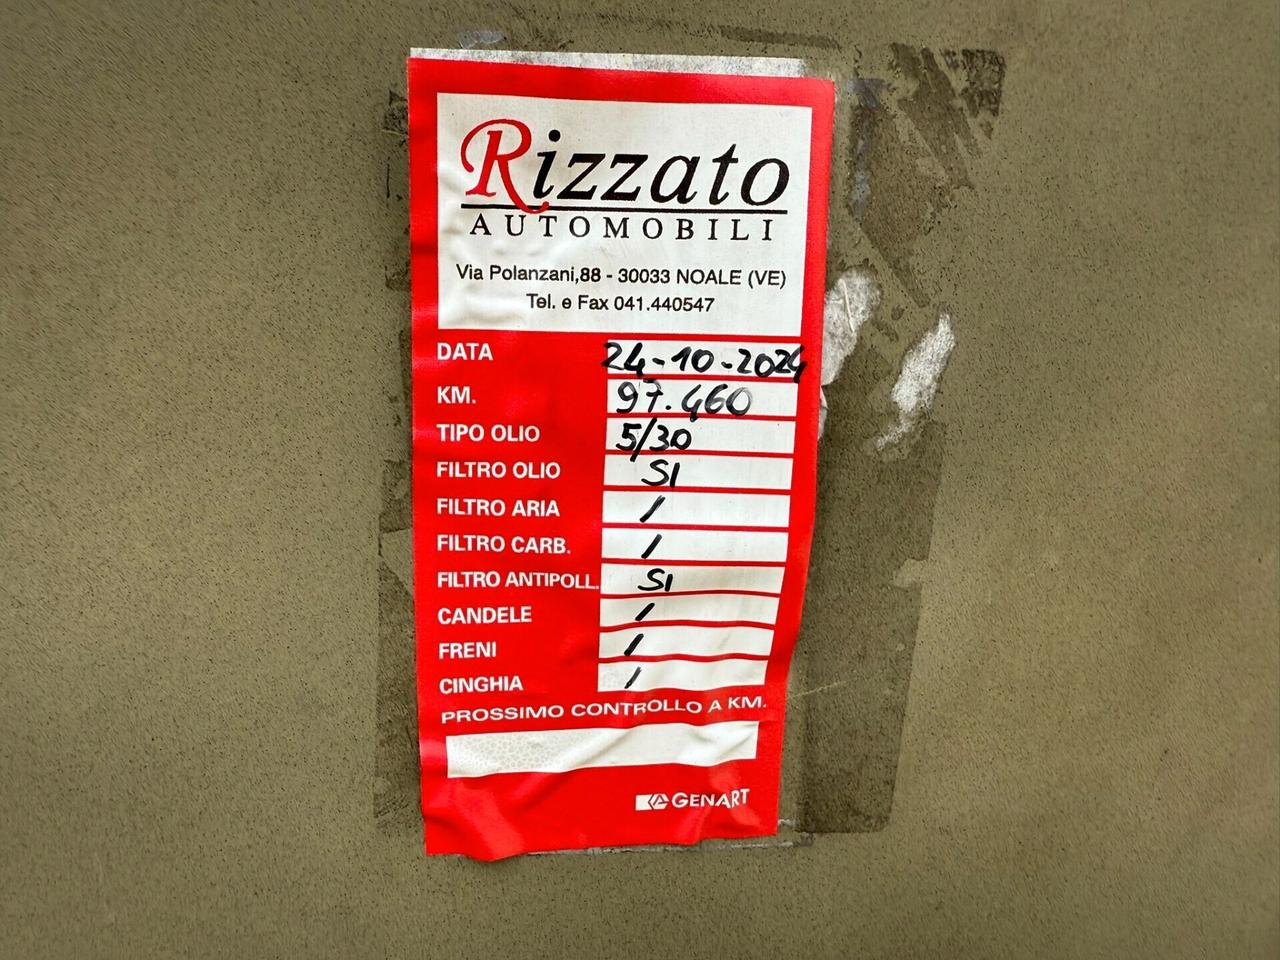 Rizzato
AUTOMOBILI
Via Polanzani,88 - 30033 NOALE (VE)
Tel. e Fax 041.440547
DATA 24-10-2024
KM. 97.460
TIPO OLIO 5/30
FILTRO OLIO SI
FILTRO ARIA /
FILTRO CARB. /
FILTRO ANTIPOLL. SI
CANDELE /
FRENI /
CINGHIA /
PROSSIMO CONTROLLO A KM.
GENART